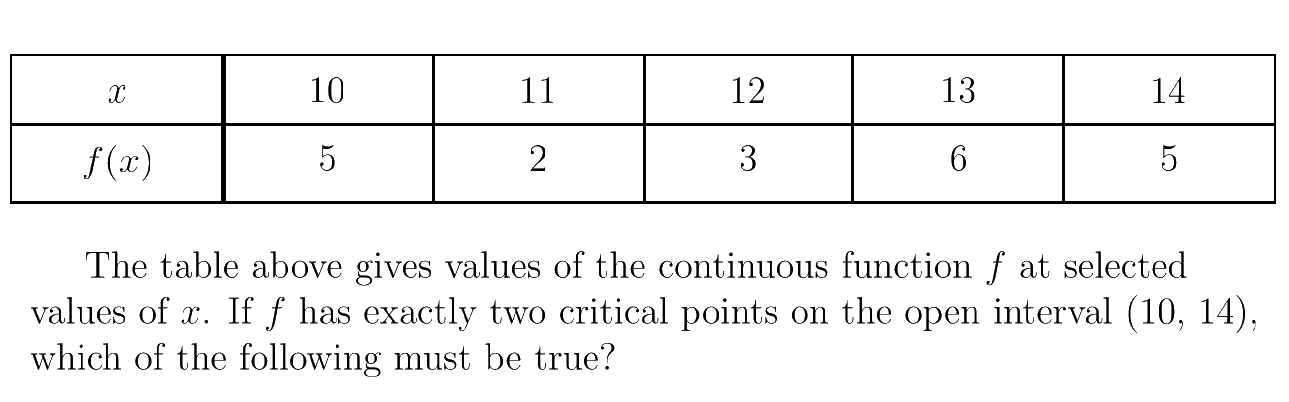 x 10 11 12 13 14
f(x) 5 2 3 6 5
The table above gives values of the continuous function f at selected
values of x. If f has exactly two critical points on the open interval (10, 14),
which of the following must be true?